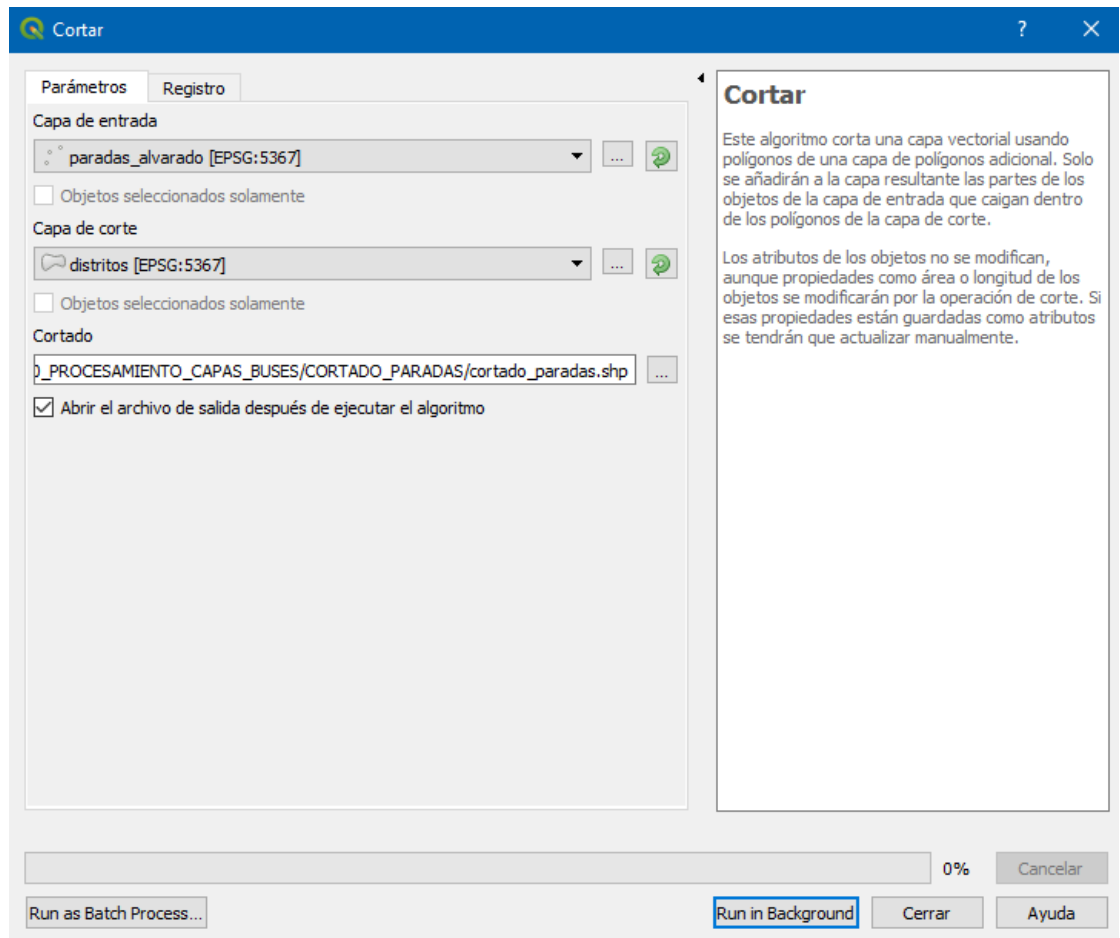 Cortar
?
Parámetros
Registro
Capa de entrada
paradas_alvarado [EPSG:5367]
...
Objetos seleccionados solamente
Capa de corte
distritos [EPSG:5367]
...
Objetos seleccionados solamente
Cortado
O_PROCESAMIENTO_CAPAS_BUSES/CORTADO_PARADAS/cortado_paradas.shp
...
Abrir el archivo de salida después de ejecutar el algoritmo
Cortar
Este algoritmo corta una capa vectorial usando
polígonos de una capa de polígonos adicional. Solo
se añadirán a la capa resultante las partes de los
objetos de la capa de entrada que caigan dentro
de los polígonos de la capa de corte.
Los atributos de los objetos no se modifican,
aunque propiedades como área o longitud de los
objetos se modificarán por la operación de corte. Si
esas propiedades están guardadas como atributos
se tendrán que actualizar manualmente.
0%
Cancelar
Run as Batch Process...
Run in Background
Cerrar
Ayuda